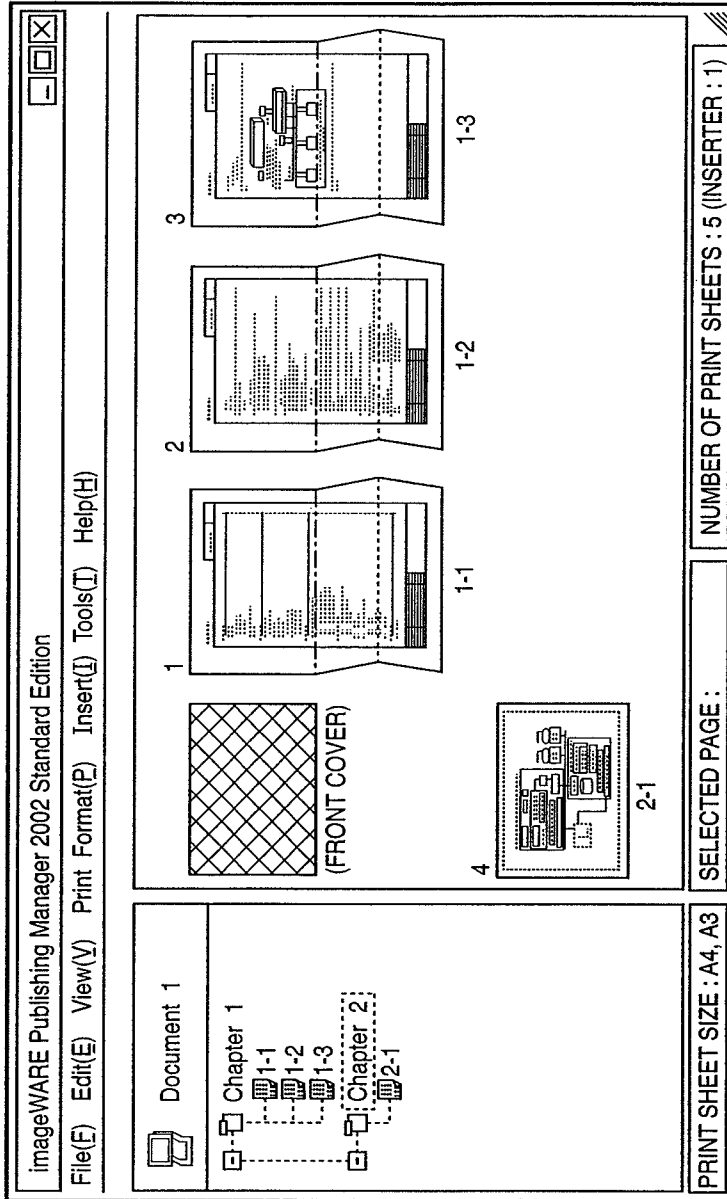 imageWARE Publishing Manager 2002 Standard Edition
File(F) Edit(E) View(V) Print Format(P) Insert(I) Tools(T) Help(H)
Document 1
Chapter 1
1-1
1-2
1-3
Chapter 2
2-1
(FRONT COVER)
1
1-1
2
1-2
3
1-3
4
2-1
PRINT SHEET SIZE : A4, A3
SELECTED PAGE :
NUMBER OF PRINT SHEETS : 5 (INSERTER : 1)